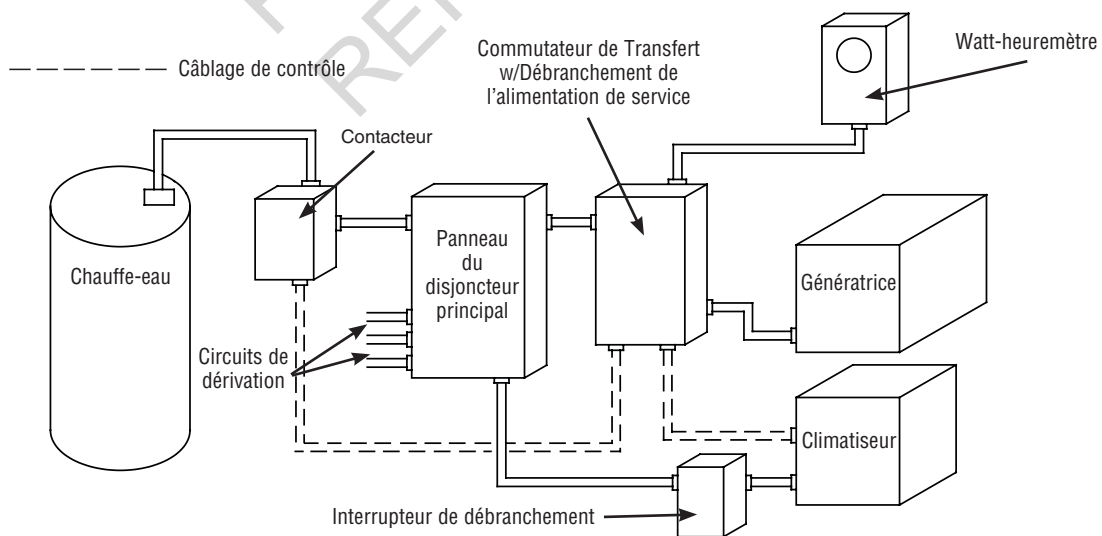 Câblage de contrôle
Commutateur de Transfert
w/Débranchement de
l'alimentation de service
Watt-heuremètre
Contacteur
Chauffe-eau
Panneau
du
disjoncteur
principal
Génératrice
Circuits de
dérivation
Climatiseur
Interrupteur de débranchement